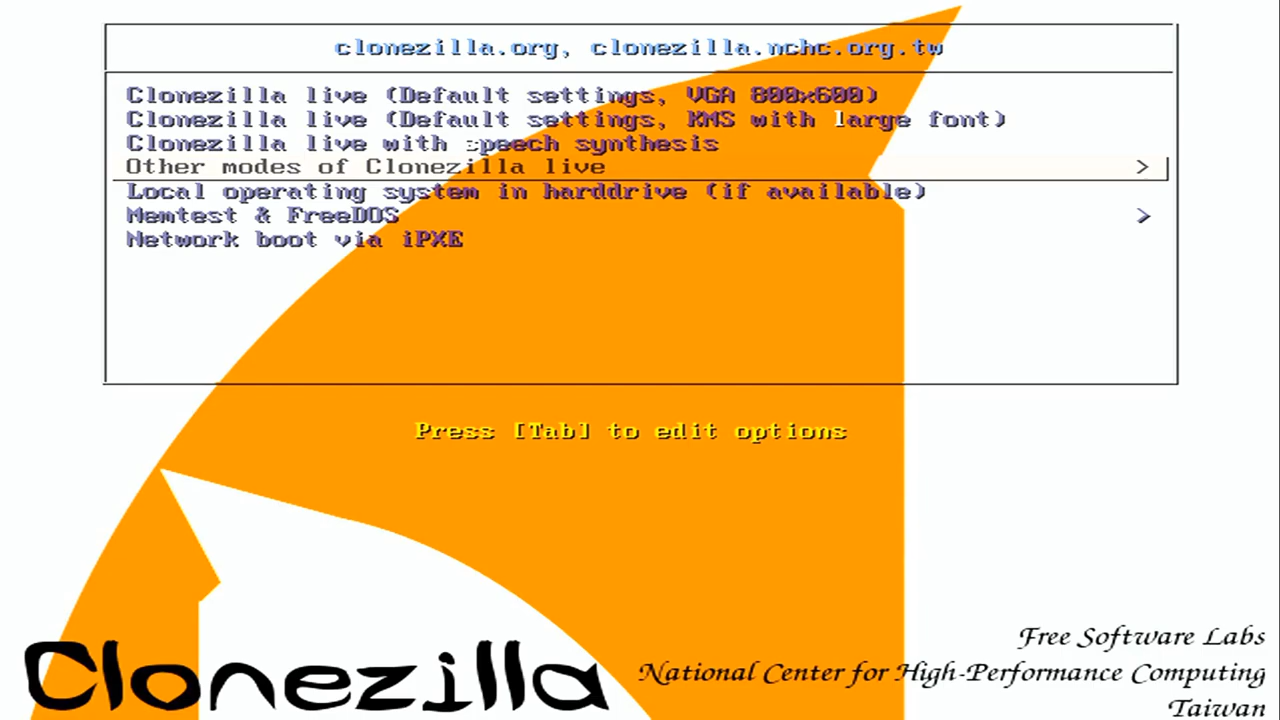 clonezilla.org, clonezilla.nchc.org.tw
Clonezilla live (Default settings, VGA 800x600)
Clonezilla live (Default settings, KMS with large font)
Clonezilla live with speech synthesis
Other modes of Clonezilla live >
Local operating system in harddrive (if available)
Memtest & FreeDOS >
Network boot via iPXE
Press [Tab] to edit options
Clonezilla
Free Software Labs
National Center for High-Performance Computing
Taiwan